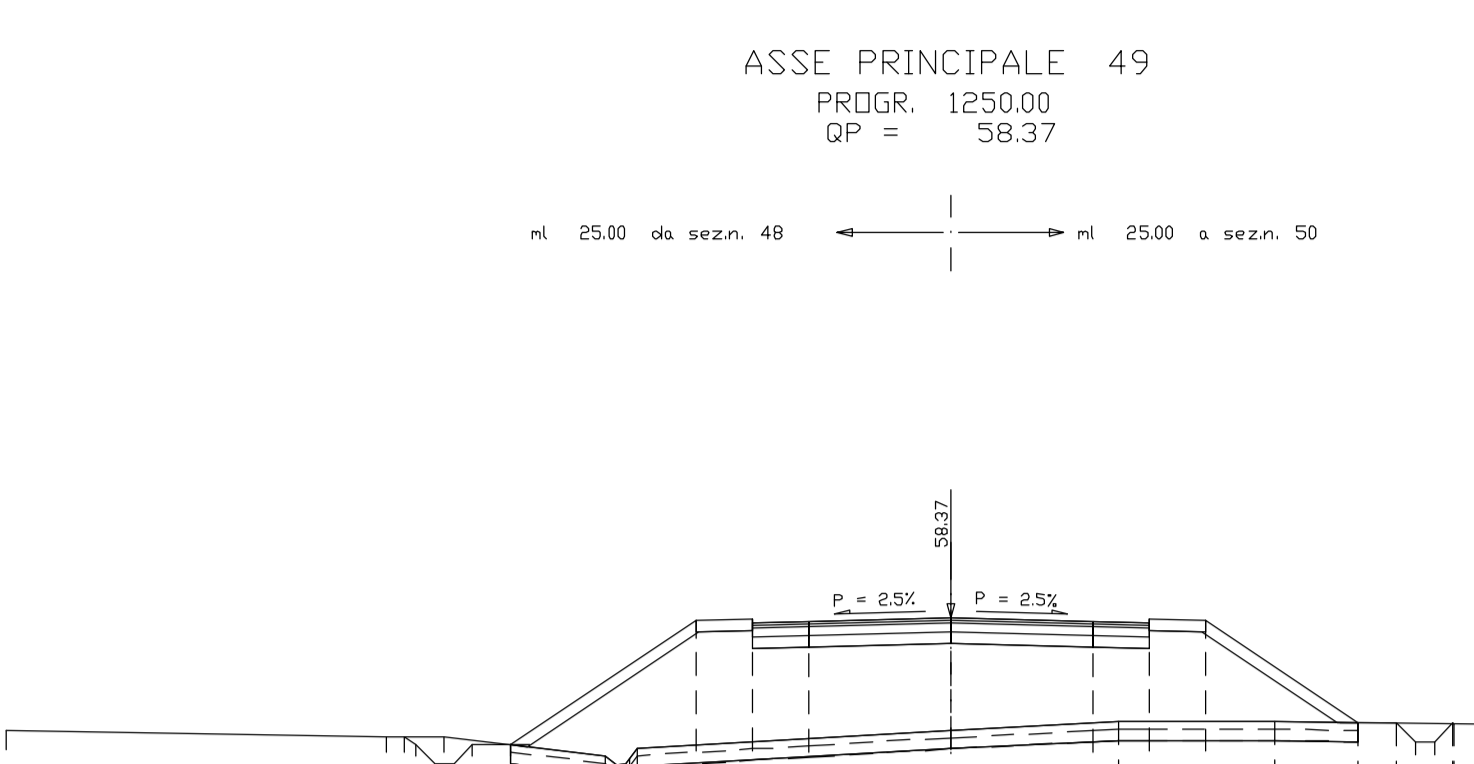 ASSE PRINCIPALE 49
PROGR. 1250.00
QP = 58.37
ml 25.00 da sez.n. 48
ml 25.00 a sez.n. 50
58.37
P = 2.5%
P = 2.5%